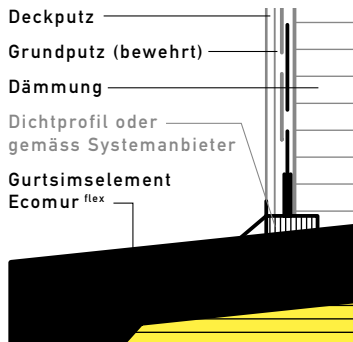 Deckputz
Grundputz (bewehrt)
Dämmung
Dichtprofil oder
gemäss Systemanbieter
Gurtsimselement
Ecomur flex